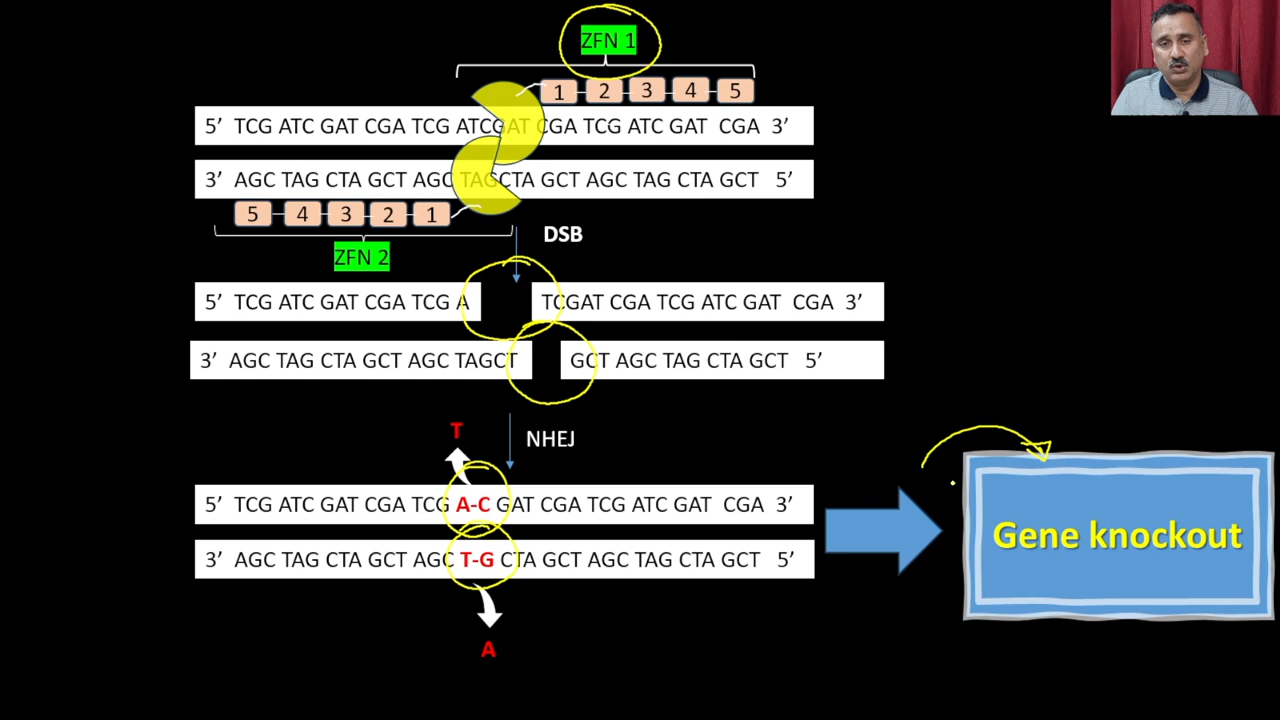 ZFN 1
1 2 3 4 5
5’ TCG ATC GAT CGA TCG ATCGAT CGA TCG ATC GAT CGA 3’
3’ AGC TAG CTA GCT AGC TAGCTA GCT AGC TAG CTA GCT 5’
5 4 3 2 1
ZFN 2
DSB
5’ TCG ATC GAT CGA TCG A TCGAT CGA TCG ATC GAT CGA 3’
3’ AGC TAG CTA GCT AGC TAGCT GCT AGC TAG CTA GCT 5’
T
NHEJ
5’ TCG ATC GAT CGA TCG A-C GAT CGA TCG ATC GAT CGA 3’
3’ AGC TAG CTA GCT AGC T-G CTA GCT AGC TAG CTA GCT 5’
A
Gene knockout